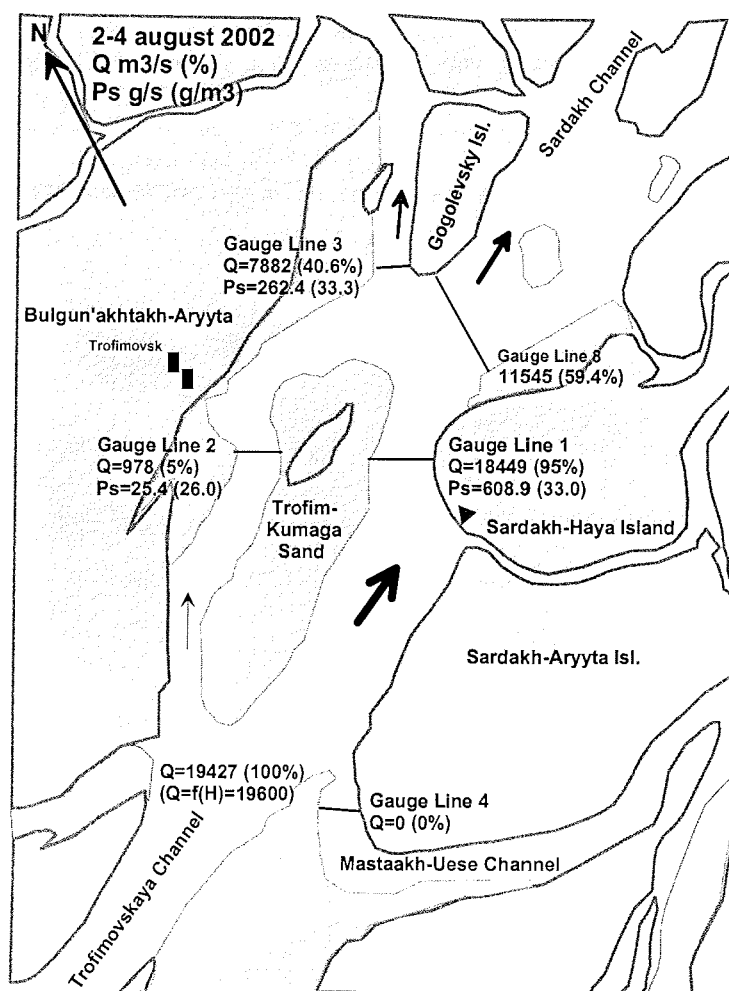 N
2-4 august 2002
Q m3/s (%)
Ps g/s (g/m3)
Sardakh Channel
Gogolevsky Isl.
Gauge Line 3
Q=7882 (40.6%)
Ps=262.4 (33.3)
Bulgun'akhtakh-Aryyta
Trofimovsk
Gauge Line 8
11545 (59.4%)
Gauge Line 2
Q=978 (5%)
Ps=25.4 (26.0)
Gauge Line 1
Q=18449 (95%)
Ps=608.9 (33.0)
Trofim-
Kumaga
Sand
Sardakh-Haya Island
Sardakh-Aryyta Isl.
Q=19427 (100%)
(Q=f(H)=19600)
Gauge Line 4
Q=0 (0%)
Mastaakh-Uese Channel
Trofimovskaya Channel